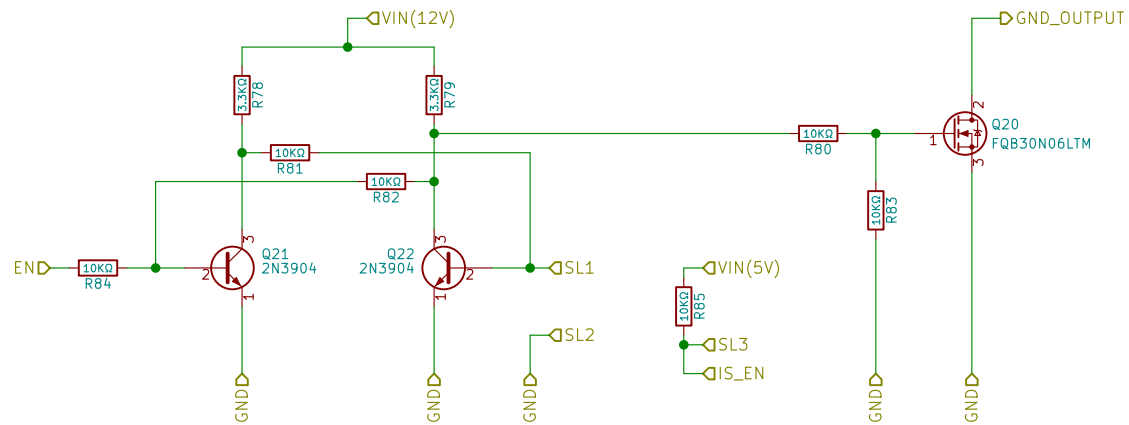 VIN(12V)
GND_OUTPUT
3.3KΩ
R78
3.3KΩ
R79
2
Q20
FQB30N06LTM
1
3
10KΩ
R80
10KΩ
R81
10KΩ
R82
10KΩ
R83
EN
10KΩ
R84
3
Q21
2N3904
2
1
3
Q22
2N3904
2
1
SL1
SL2
VIN(5V)
10KΩ
R85
SL3
IS_EN
GND
GND
GND
GND
GND